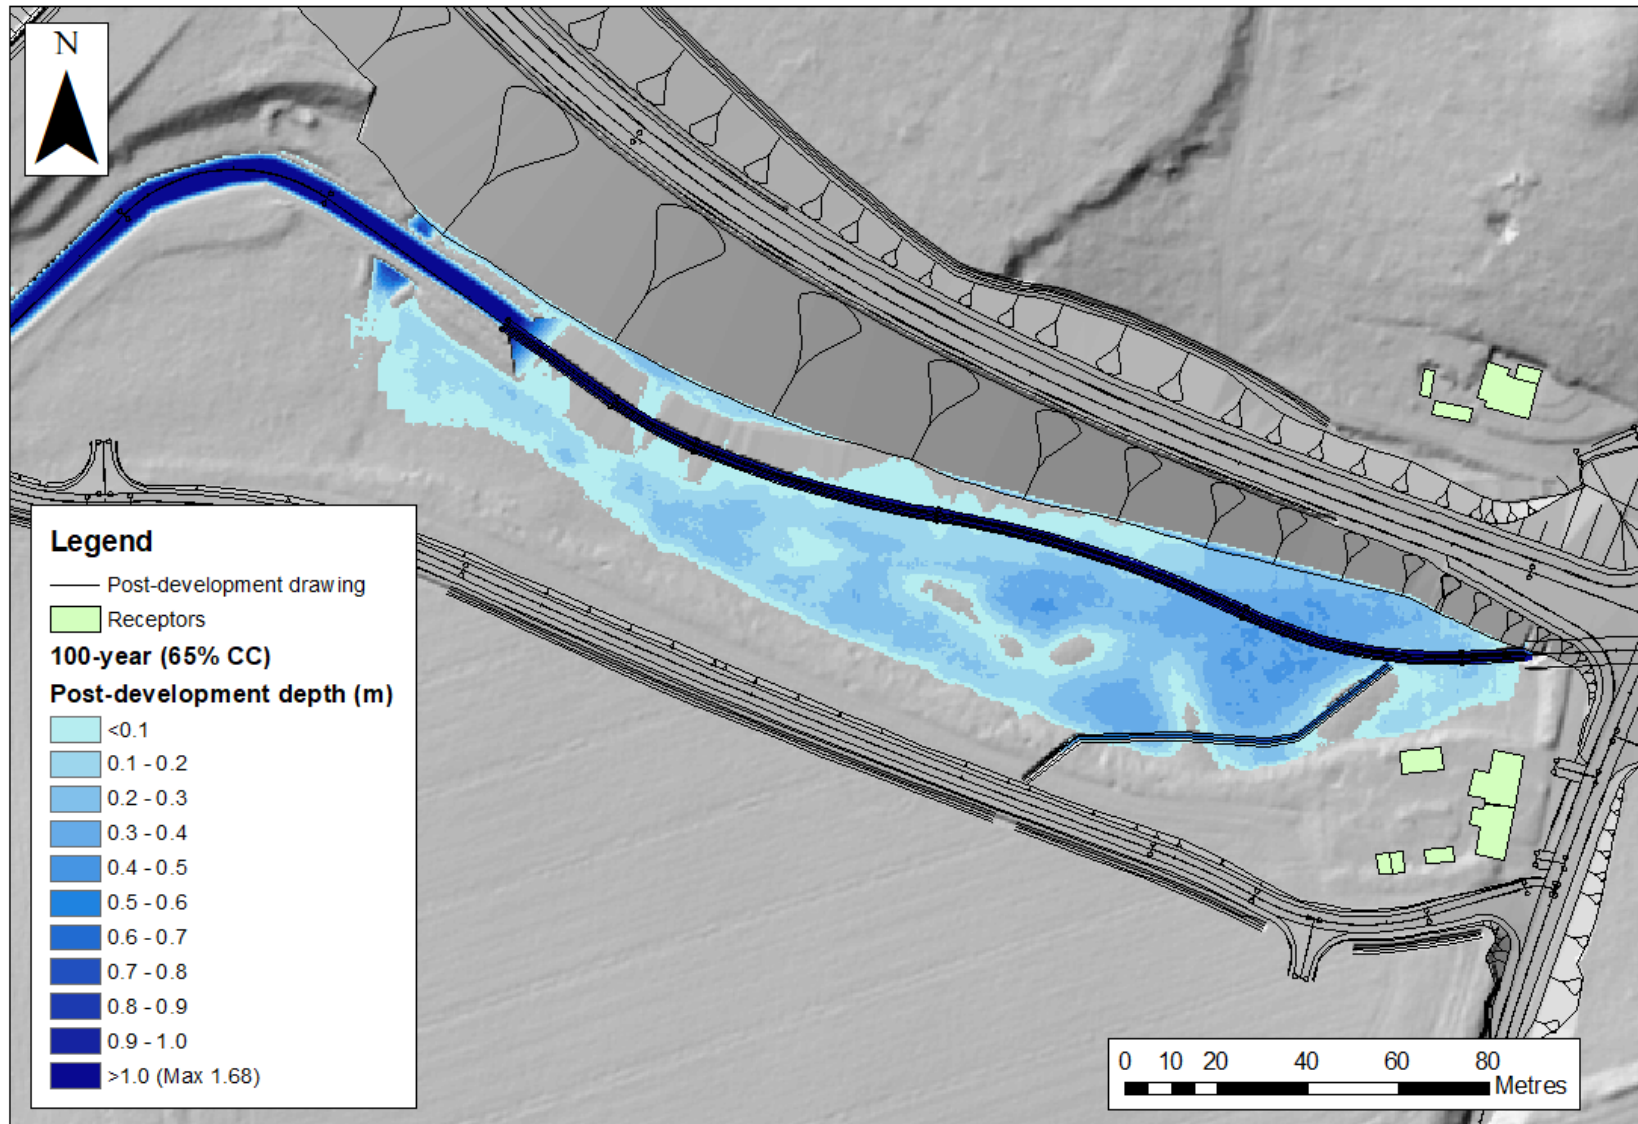 N
Legend
Post-development drawing
Receptors
100-year (65% CC)
Post-development depth (m)
<0.1
0.1 - 0.2
0.2 - 0.3
0.3 - 0.4
0.4 - 0.5
0.5 - 0.6
0.6 - 0.7
0.7 - 0.8
0.8 - 0.9
0.9 - 1.0
>1.0 (Max 1.68)
0 10 20 40 60 80
Metres